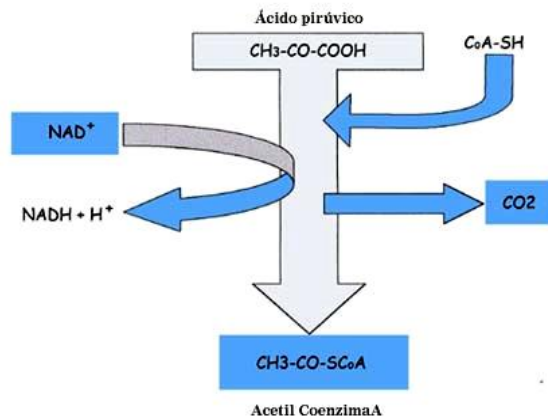 Ácido pirúvico
CH3-CO-COOH
CoA-SH
NAD+
NADH + H+
CO2
CH3-CO-SCoA
Acetil CoenzimaA